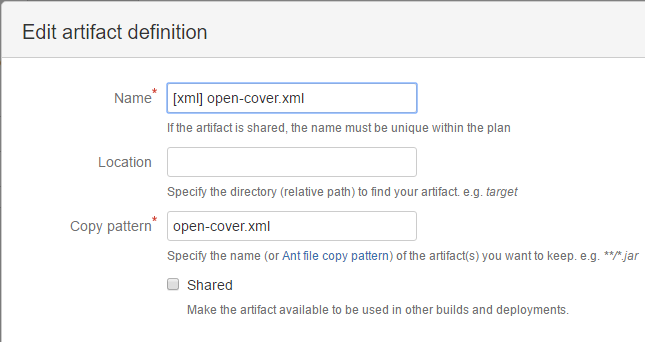 Edit artifact definition
Name* [xml] open-cover.xml
If the artifact is shared, the name must be unique within the plan
Location
Specify the directory (relative path) to find your artifact. e.g. target
Copy pattern* open-cover.xml
Specify the name (or Ant file copy pattern) of the artifact(s) you want to keep. e.g. **/*.jar
Shared
Make the artifact available to be used in other builds and deployments.